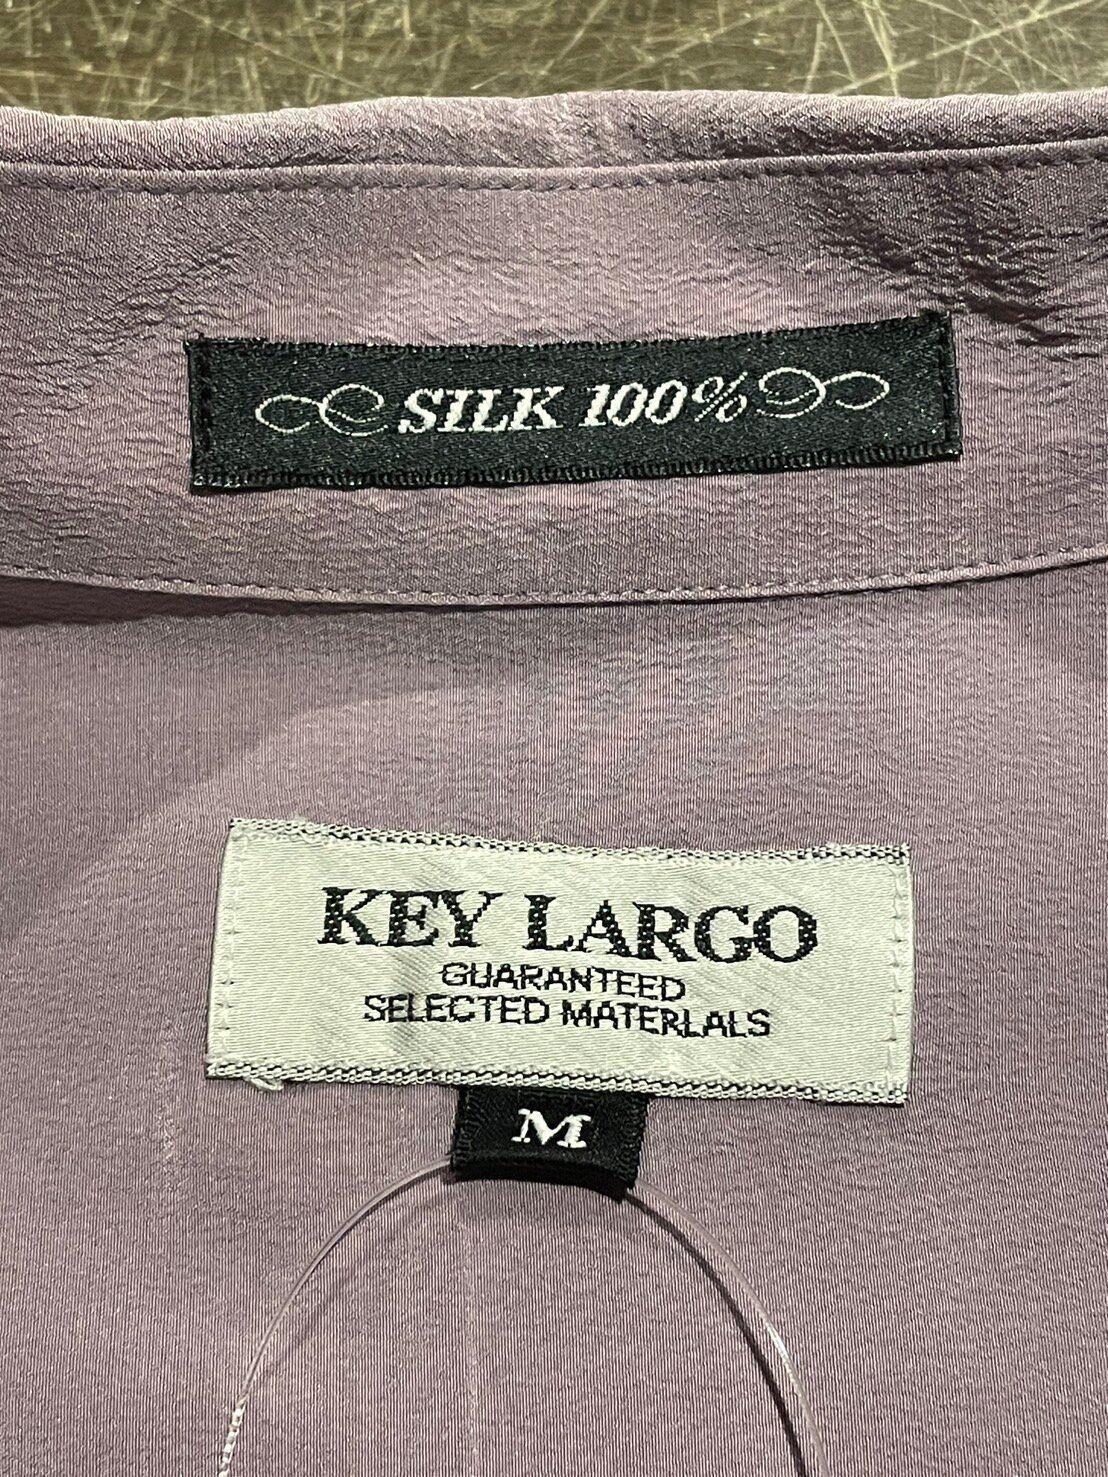 SILK 100%
KEY LARGO
GUARANTEED
SELECTED MATERLALS
M